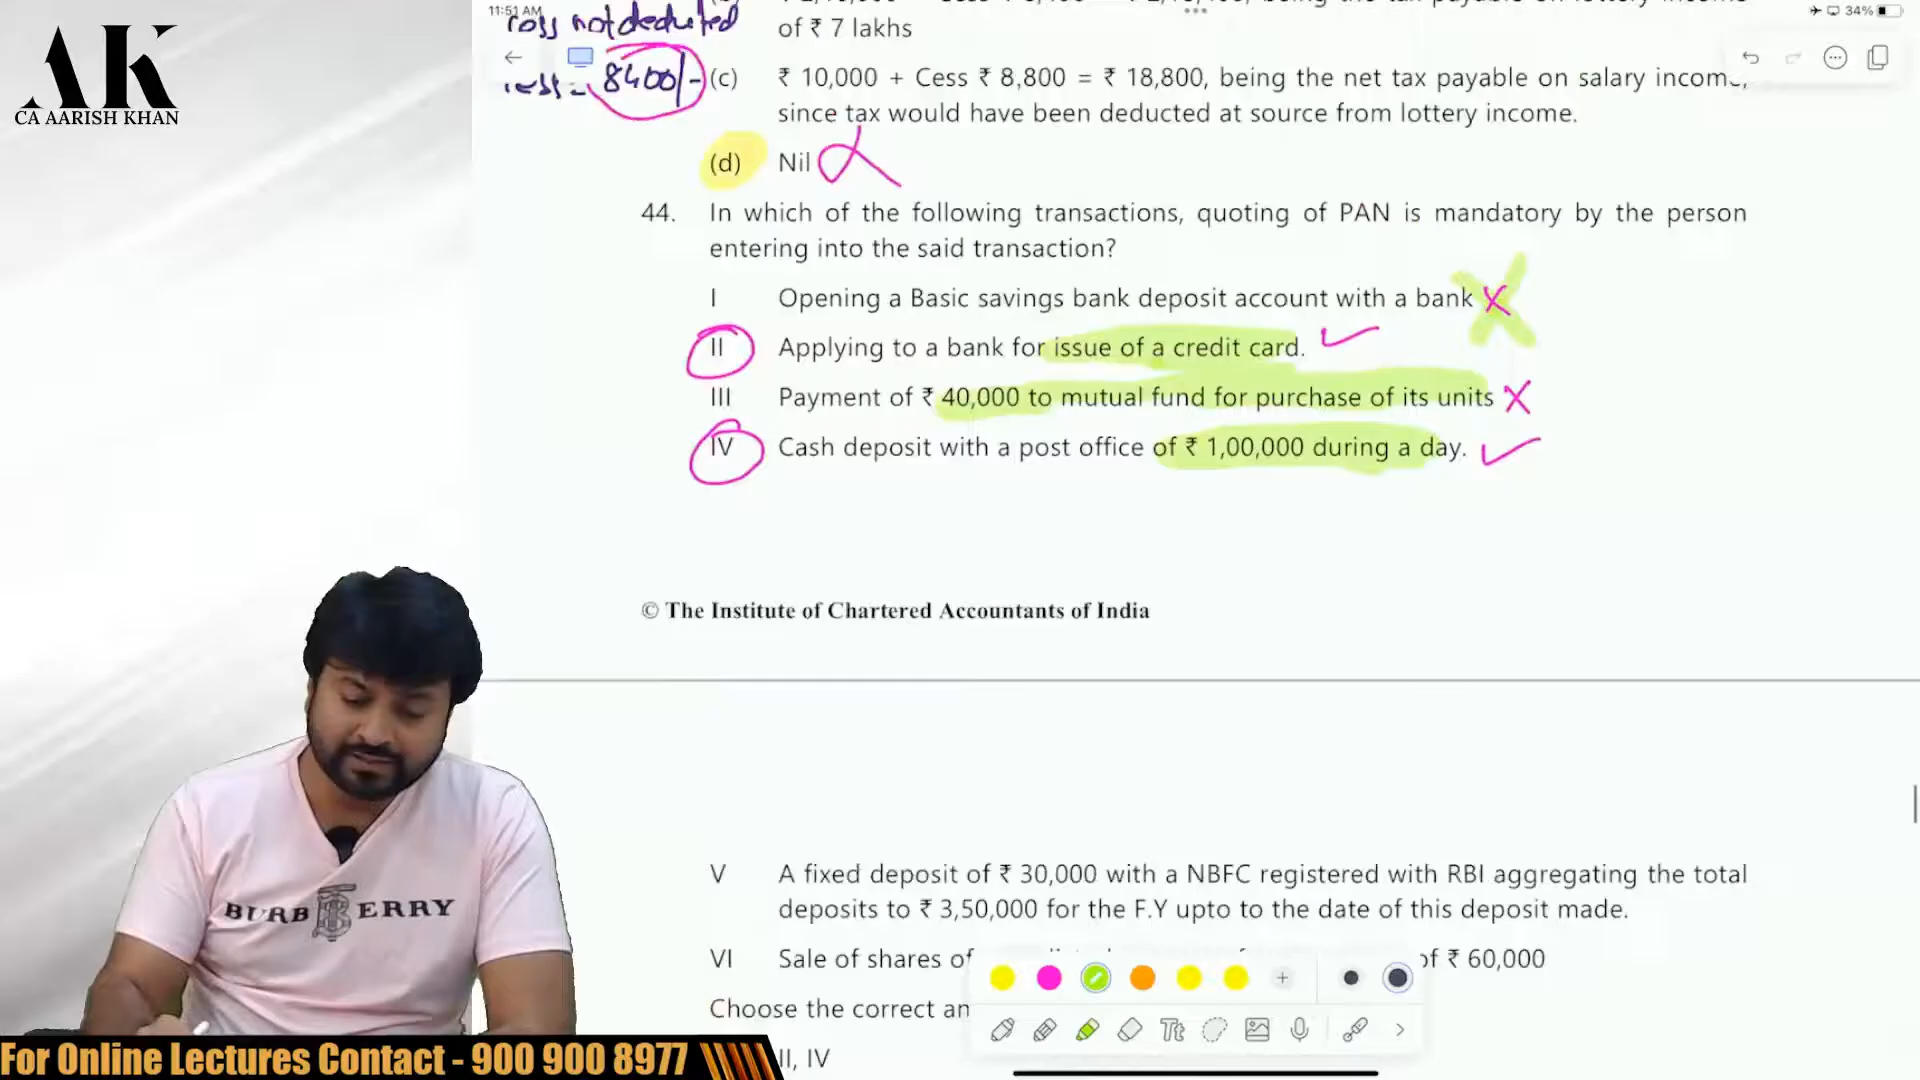 11:51 AM
34%
AK
CA AARISH KHAN
not deducted
8400/-
of ₹ 7 lakhs
(c) ₹ 10,000 + Cess ₹ 8,800 = ₹ 18,800, being the net tax payable on salary income,
since tax would have been deducted at source from lottery income.
(d) Nil
44. In which of the following transactions, quoting of PAN is mandatory by the person
entering into the said transaction?
I Opening a Basic savings bank deposit account with a bank
II Applying to a bank for issue of a credit card.
III Payment of ₹ 40,000 to mutual fund for purchase of its units
IV Cash deposit with a post office of ₹ 1,00,000 during a day.
© The Institute of Chartered Accountants of India
V A fixed deposit of ₹ 30,000 with a NBFC registered with RBI aggregating the total
deposits to ₹ 3,50,000 for the F.Y upto to the date of this deposit made.
VI Sale of shares of of ₹ 60,000
Choose the correct
II, IV
Tt
BURBERRY
For Online Lectures Contact - 900 900 8977